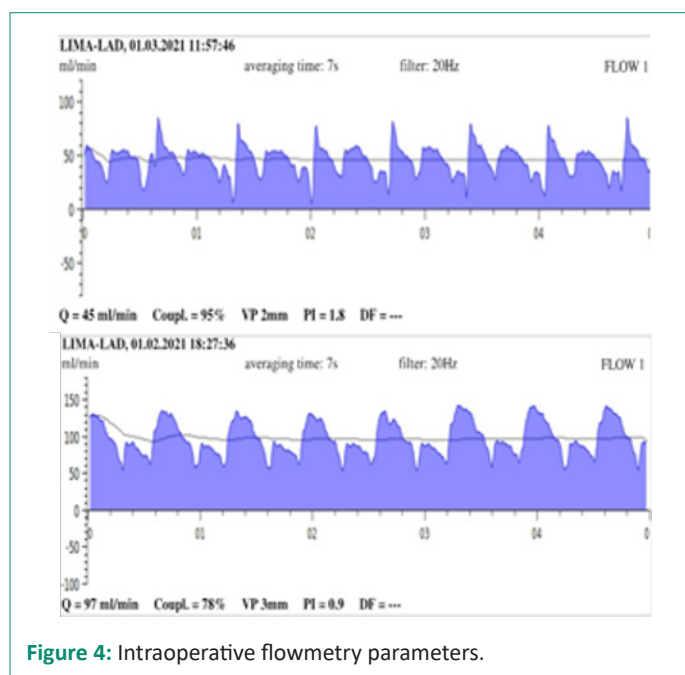 LIMA-LAD, 01.03.2021 11:57:46
ml/min averaging time: 7s filter: 20Hz FLOW 1
100
50
0
-50
0 01 02 03 04 0
Q = 45 ml/min Coupl. = 95% VP 2mm PI = 1.8 DF = ---
LIMA-LAD, 01.02.2021 18:27:36
ml/min averaging time: 7s filter: 20Hz FLOW 1
150
100
50
0
-50
-100
0 01 02 03 04 0
Q = 97 ml/min Coupl. = 78% VP 3mm PI = 0.9 DF = ---
Figure 4: Intraoperative flowmetry parameters.